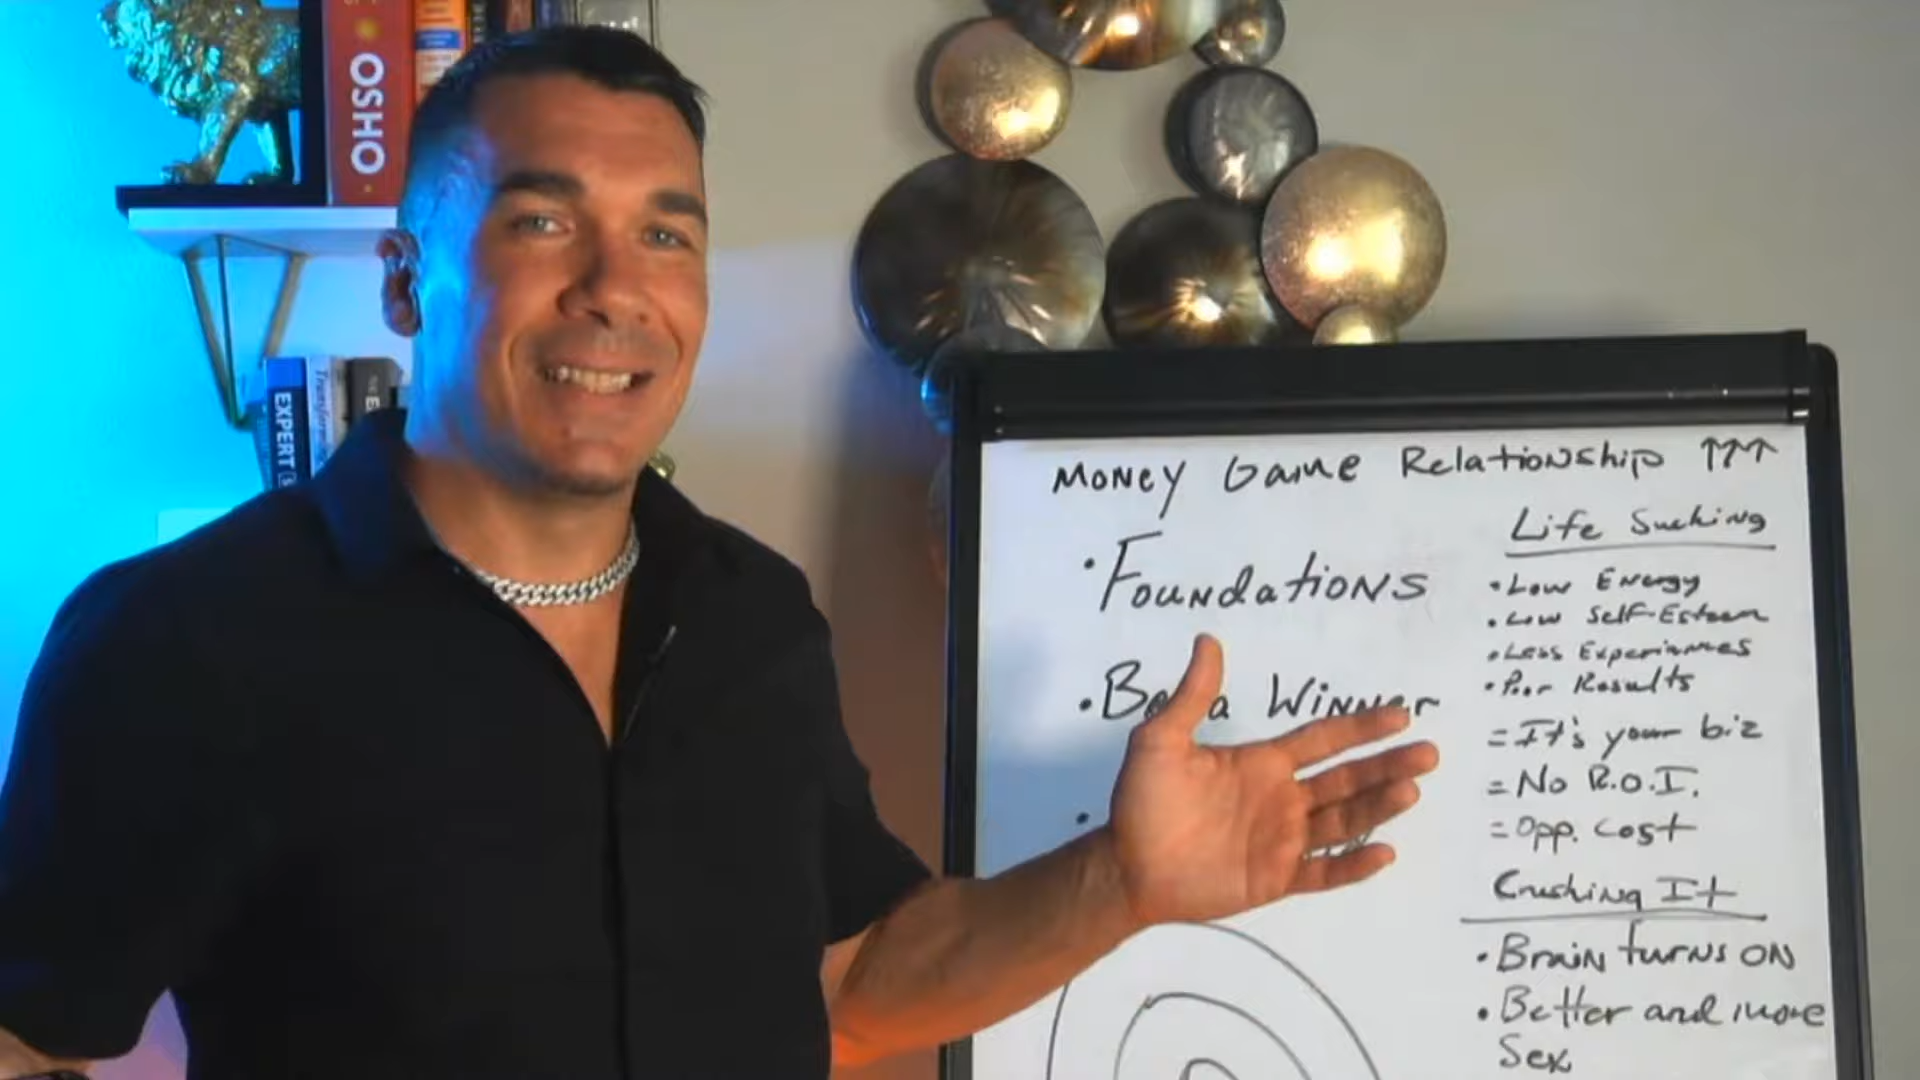 OSHO
EXPERT
Money Game Relationship ↑↑↑
• Foundations
• Be a Winner
•
Life Sucking
• Low Energy
• Low Self-Esteem
• Less Experiences
• Poor Results
= It's your biz
= No R.O.I.
= Opp. Cost
Crushing It
• Brain turns ON
• Better and more
Sex